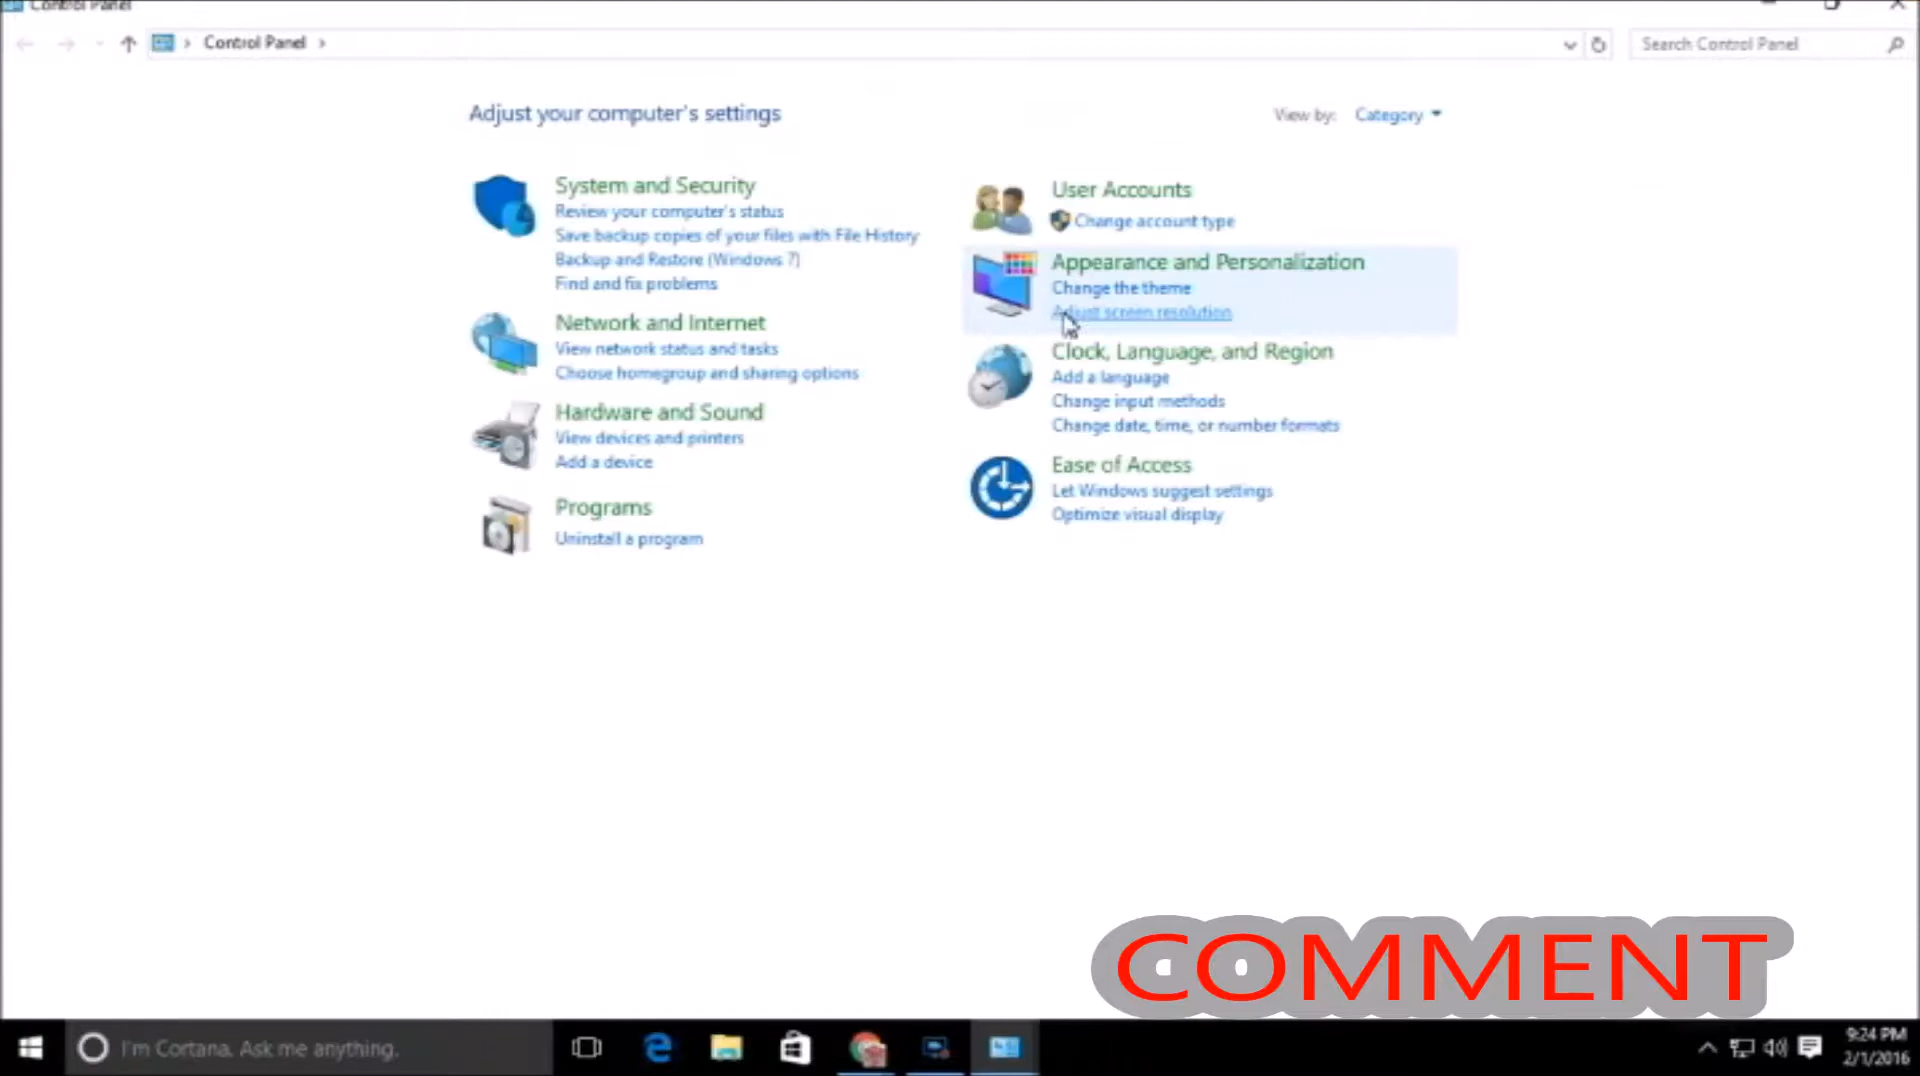 Control Panel
Control Panel
Search Control Panel
Adjust your computer's settings
View by: Category
System and Security
Review your computer's status
Save backup copies of your files with File History
Backup and Restore (Windows 7)
Find and fix problems
Network and Internet
View network status and tasks
Choose homegroup and sharing options
Hardware and Sound
View devices and printers
Add a device
Programs
Uninstall a program
User Accounts
Change account type
Appearance and Personalization
Change the theme
Adjust screen resolution
Clock, Language, and Region
Add a language
Change input methods
Change date, time, or number formats
Ease of Access
Let Windows suggest settings
Optimize visual display
COMMENT
I'm Cortana. Ask me anything.
9:24 PM
2/1/2016